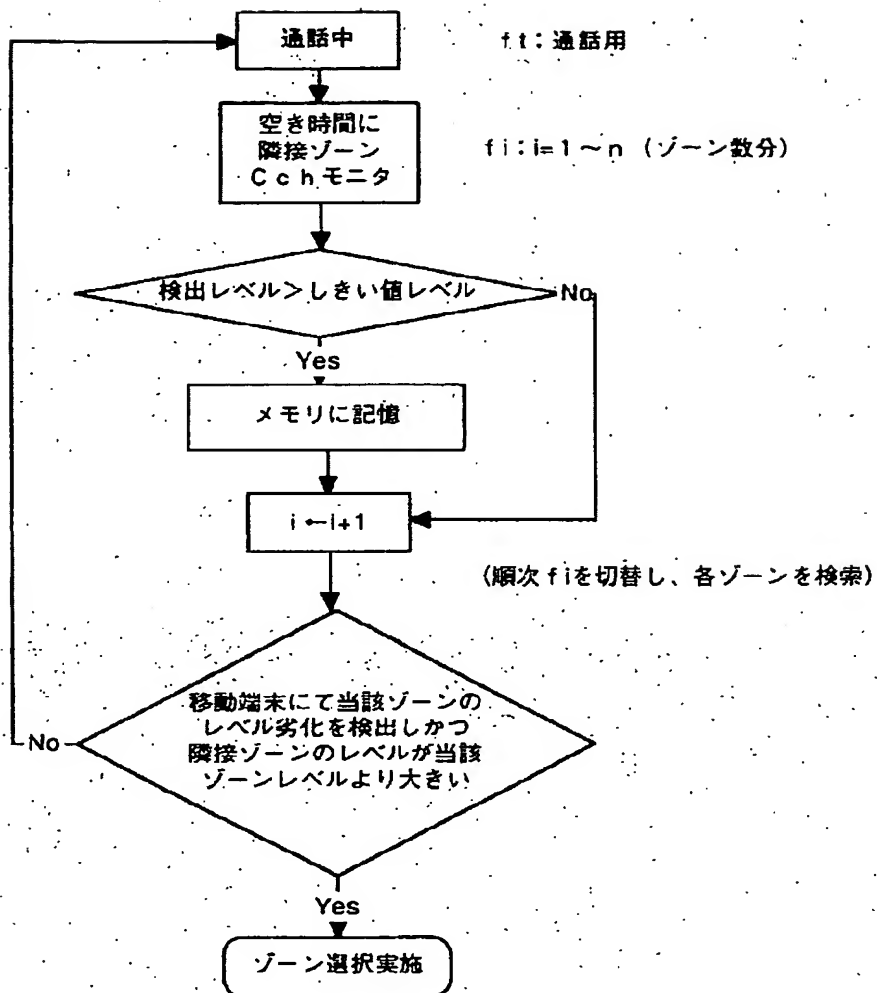 通話中
ft：通話用
空き時間に
隣接ゾーン
Cchモニタ
fi：i=1～n（ゾーン数分）
検出レベル＞しきい値レベル
No
Yes
メモリに記憶
i←i+1
(順次fiを切替し、各ゾーンを検索)
移動端末にて当該ゾーンの
レベル劣化を検出しかつ
隣接ゾーンのレベルが当該
ゾーンレベルより大きい
No
Yes
ゾーン選択実施